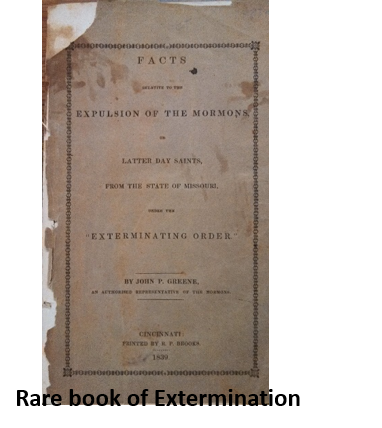 FACTS
RELATIVE TO THE
EXPULSION OF THE MORMONS,
OR
LATTER DAY SAINTS,
FROM THE STATE OF MISSOURI,
UNDER THE
"EXTERMINATING ORDER."
BY JOHN P. GREENE,
AN AUTHORISED REPRESENTATIVE OF THE MORMONS.
CINCINNATI:
PRINTED BY R. P. BROOKS
1839
Rare book of Extermination